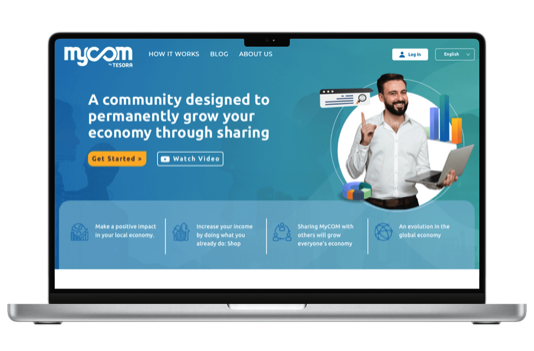 mycom
by TESORA
HOW IT WORKS
BLOG
ABOUT US
Log in
English
A community designed to
permanently grow your
economy through sharing
Get Started >
Watch Video
Make a positive impact
in your local economy.
Increase your income
by doing what you
already do: Shop
Sharing MyCOM with
others will grow
everyone's economy
An evolution in the
global economy